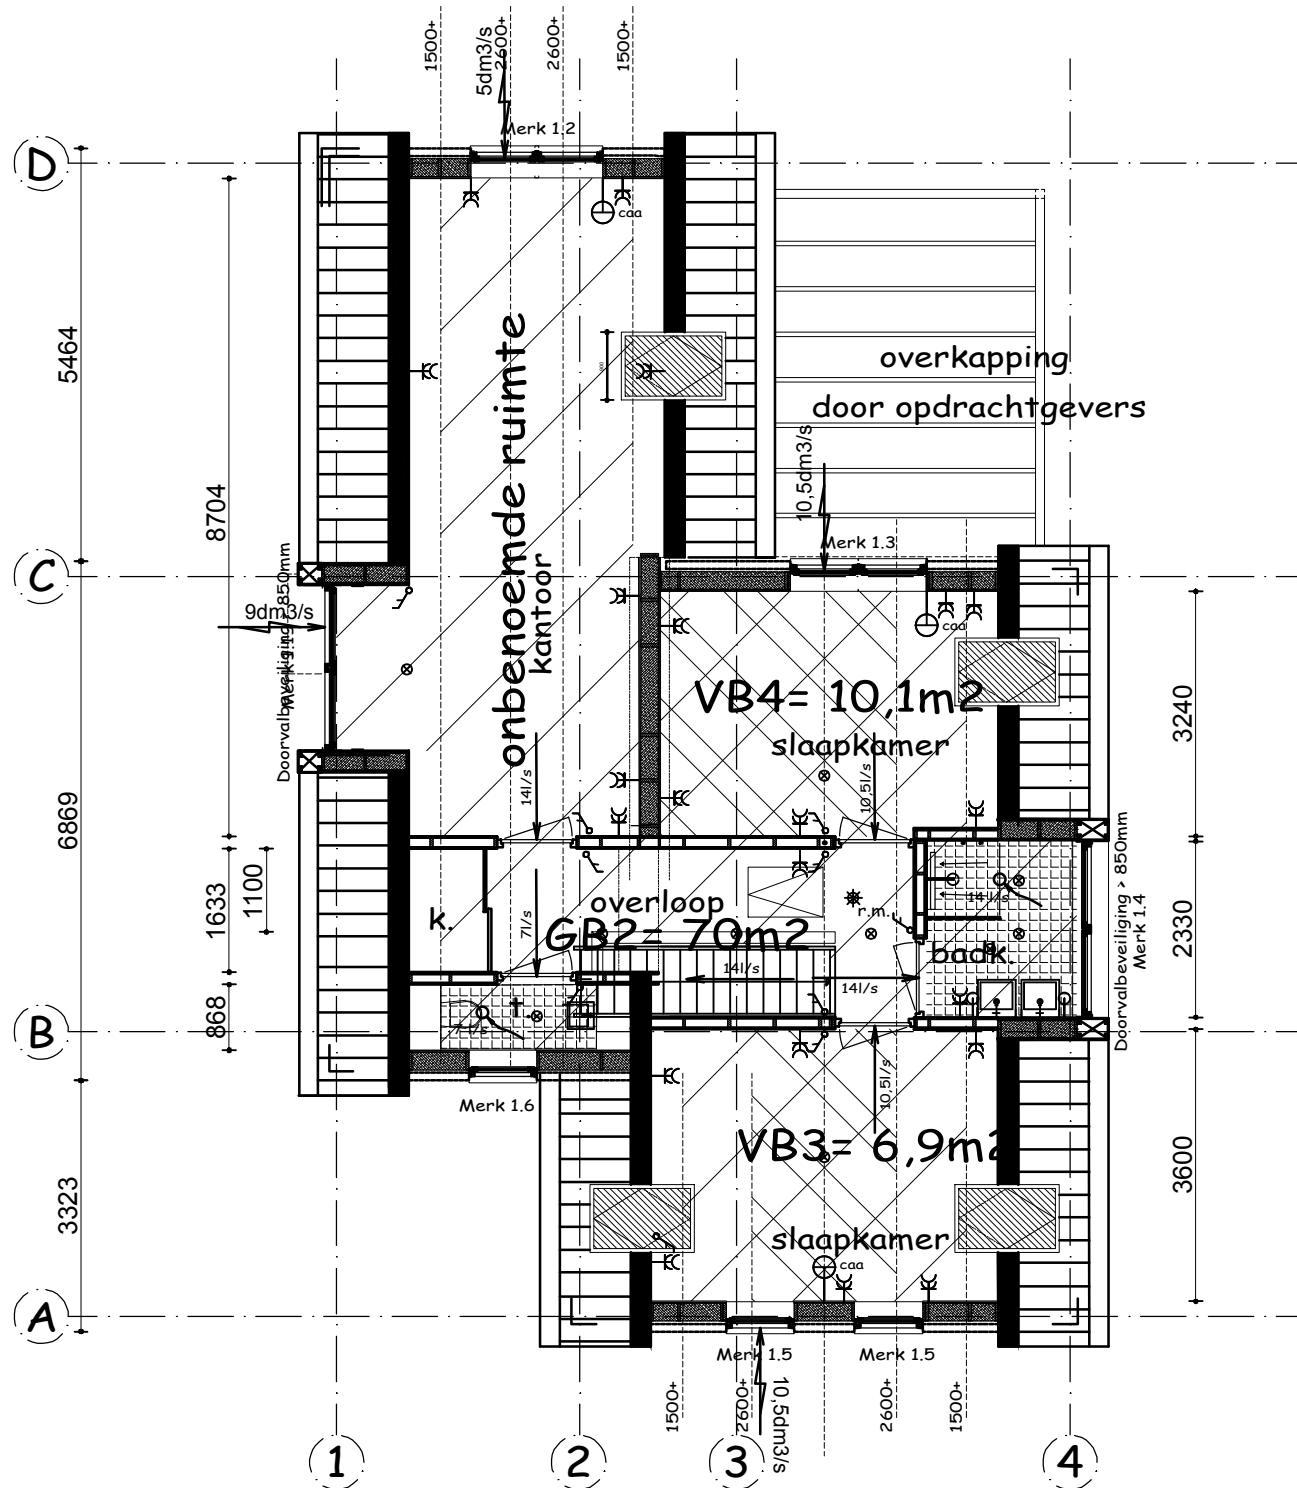 1500+
2600+
2600+
1500+
5dm3/s
Merk 1.2
D
caa
5464
8704
onbenoemde ruimte
kantoor
overkapping
door opdrachtgevers
10,5dm3/s
Merk 1.3
C
9dm3/s
Doorvalbeveiliging > 850mm
caa
VB4= 10,1m2
slaapkamer
3240
6869
14l/s
10,5l/s
1633
1100
k.
overloop
GB2= 70m2
r.m.
14 l/s
badk.
2330
Doorvalbeveiliging > 850mm
Merk 1.4
7l/s
14l/s
14l/s
868
B
t.
7 l/s
Merk 1.6
10,5l/s
VB3= 6,9m2
3600
3323
slaapkamer
caa
A
Merk 1.5
Merk 1.5
1500+
2600+
10,5dm3/s
2600+
1500+
1
2
3
4